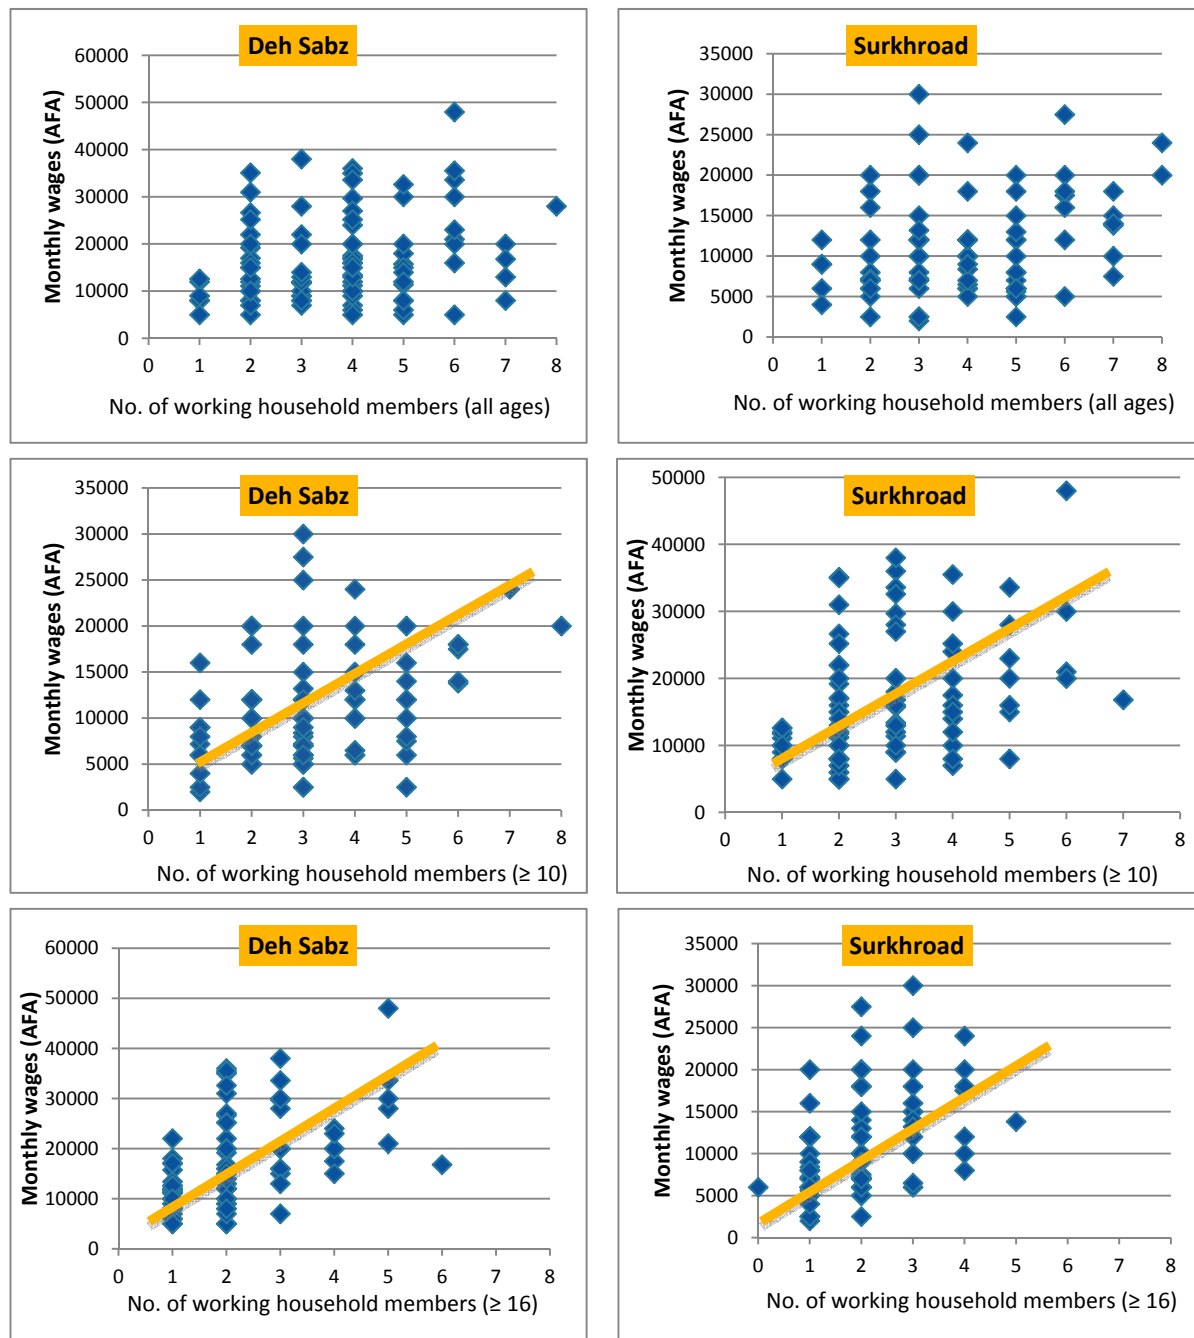 Deh Sabz
Monthly wages (AFA)
60000
50000
40000
30000
20000
10000
0
0 1 2 3 4 5 6 7 8
No. of working household members (all ages)
Surkhroad
Monthly wages (AFA)
35000
30000
25000
20000
15000
10000
5000
0
0 1 2 3 4 5 6 7 8
No. of working household members (all ages)
Deh Sabz
Monthly wages (AFA)
35000
30000
25000
20000
15000
10000
5000
0
0 1 2 3 4 5 6 7 8
No. of working household members (≥ 10)
Surkhroad
Monthly wages (AFA)
50000
40000
30000
20000
10000
0
0 1 2 3 4 5 6 7 8
No. of working household members (≥ 10)
Deh Sabz
Monthly wages (AFA)
60000
50000
40000
30000
20000
10000
0
0 1 2 3 4 5 6 7 8
No. of working household members (≥ 16)
Surkhroad
Monthly wages (AFA)
35000
30000
25000
20000
15000
10000
5000
0
0 1 2 3 4 5 6 7 8
No. of working household members (≥ 16)